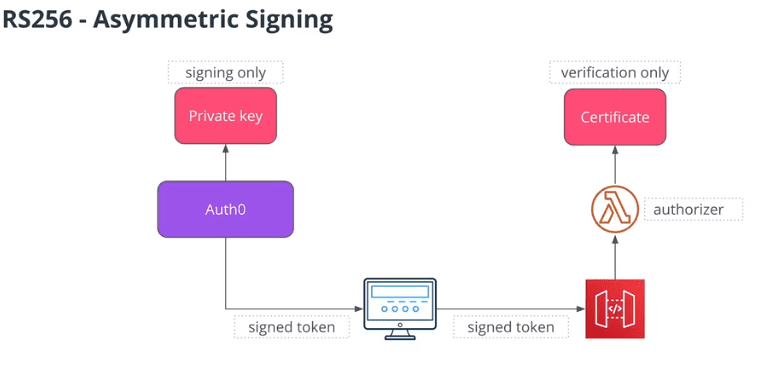 RS256 - Asymmetric Signing
signing only
verification only
Private key
Certificate
Auth0
authorizer
</>
signed token
signed token